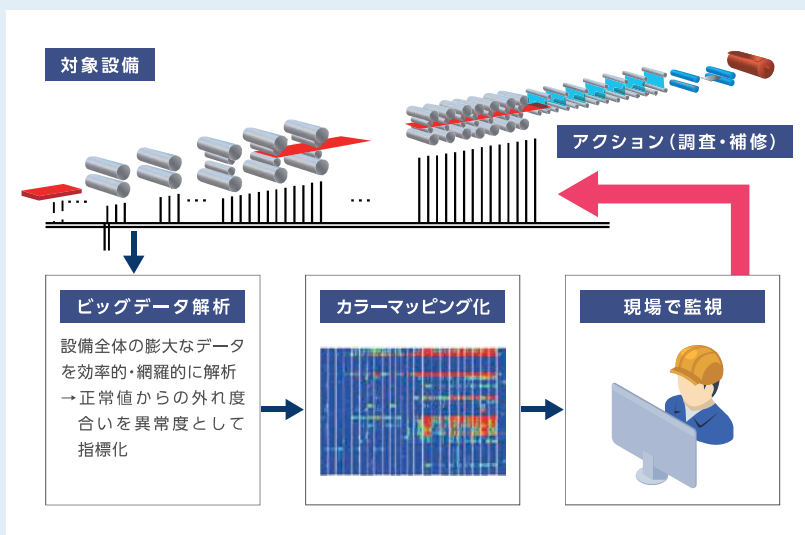 対象設備
アクション（調査・補修）
ビッグデータ解析
設備全体の膨大なデータ
を効率的・網羅的に解析
→正常値からの外れ度
合いを異常度として
指標化
カラーマッピング化
現場で監視